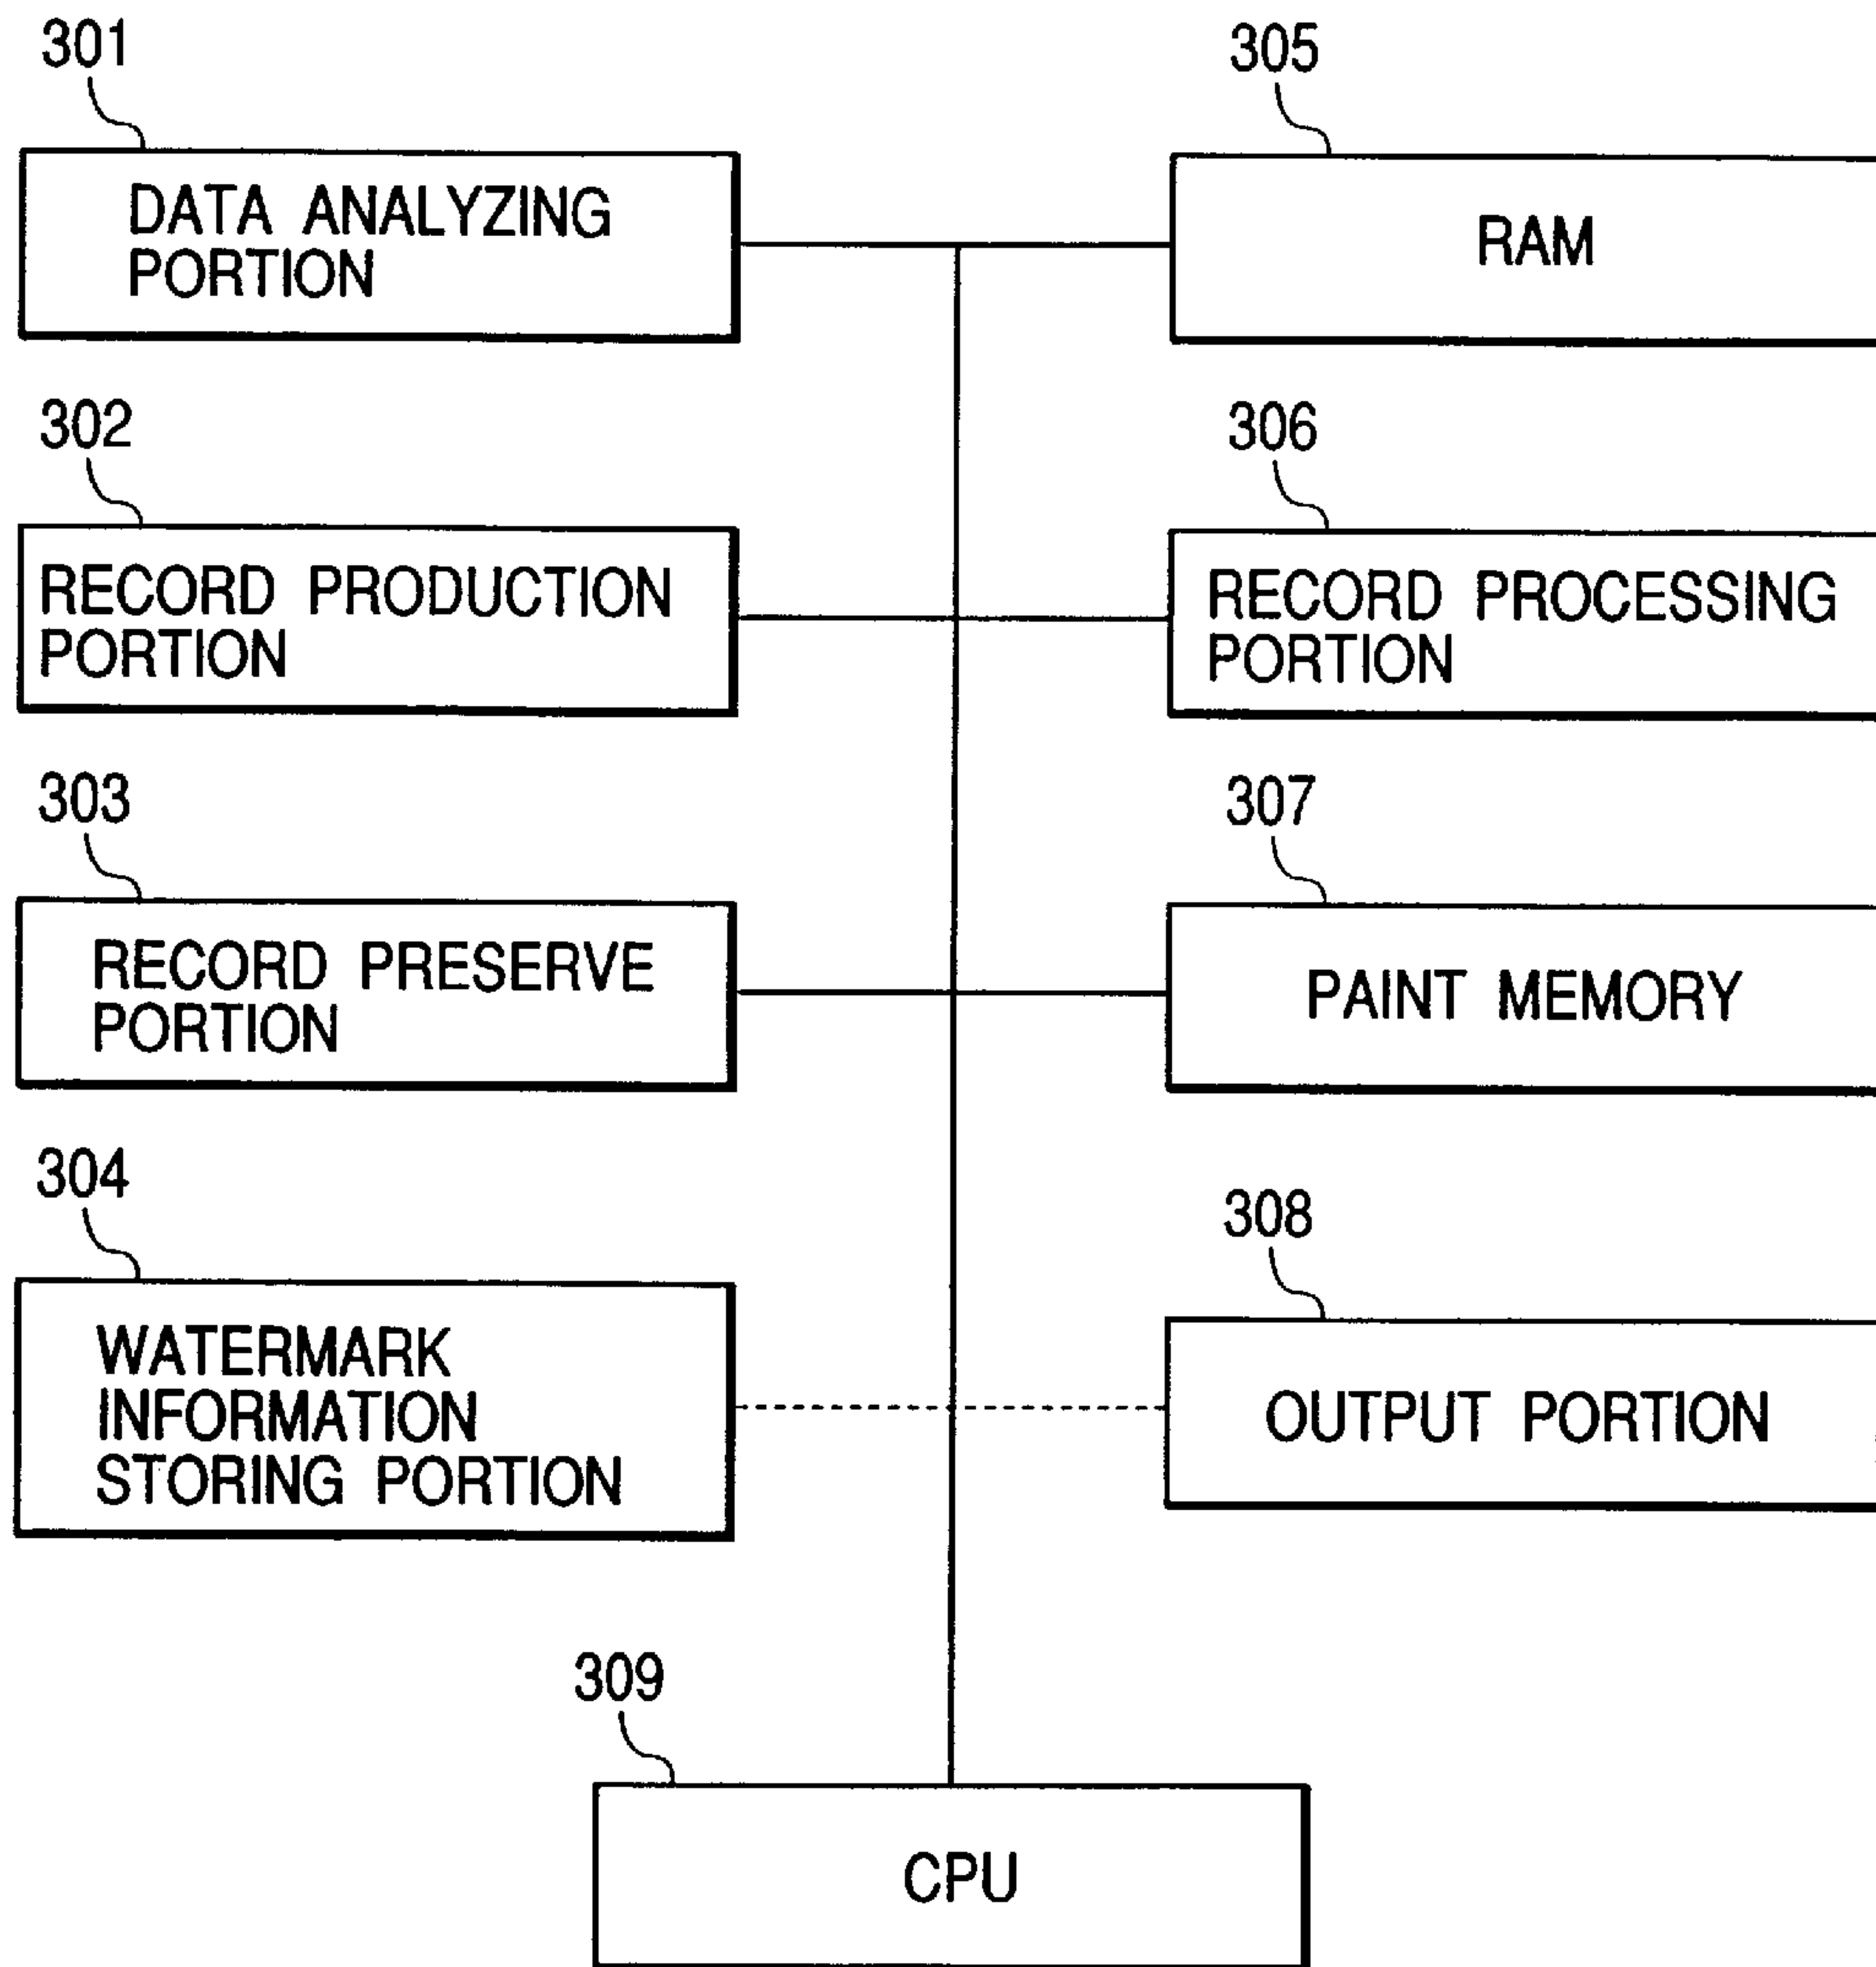 301
DATA ANALYZING
PORTION
305
RAM
302
RECORD PRODUCTION
PORTION
306
RECORD PROCESSING
PORTION
303
RECORD PRESERVE
PORTION
307
PAINT MEMORY
304
WATERMARK
INFORMATION
STORING PORTION
308
OUTPUT PORTION
309
CPU